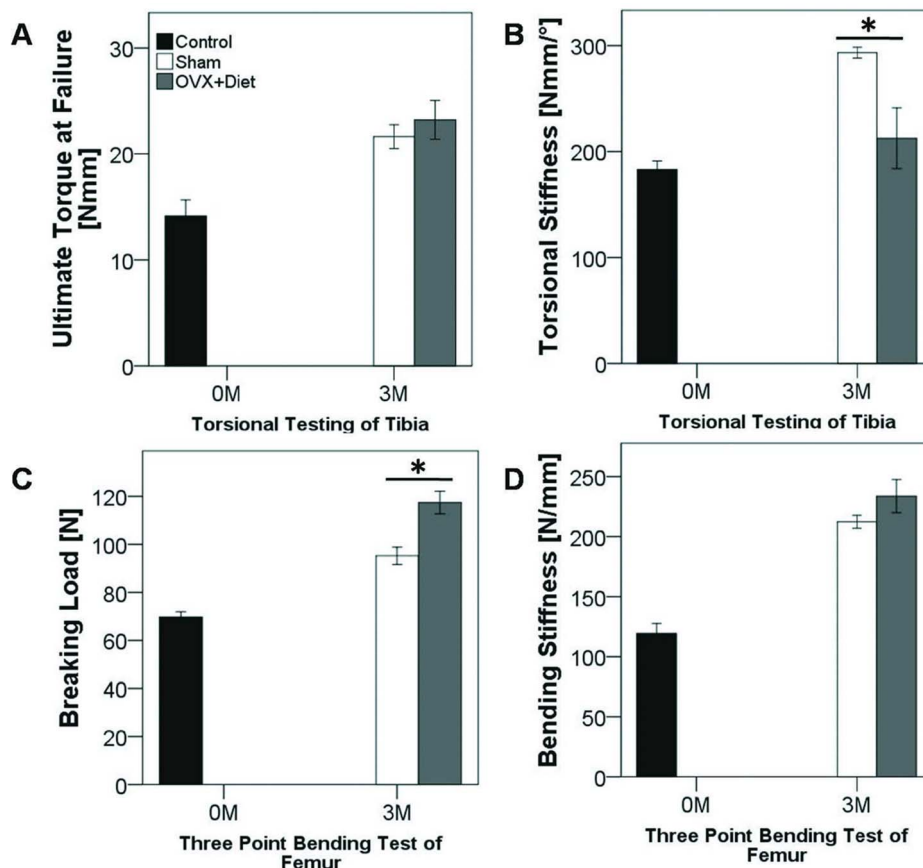 A
Ultimate Torque at Failure
[Nmm]
30
20
10
0
Control
Sham
OVX+Diet
0M
3M
Torsional Testing of Tibia
B
Torsional Stiffness [Nmm/°]
300
200
100
0
*
0M
3M
Torsional Testing of Tibia
C
Breaking Load [N]
120
100
80
60
40
20
0
*
0M
3M
Three Point Bending Test of
Femur
D
Bending Stiffness [N/mm]
250
200
150
100
50
0
0M
3M
Three Point Bending Test of
Femur